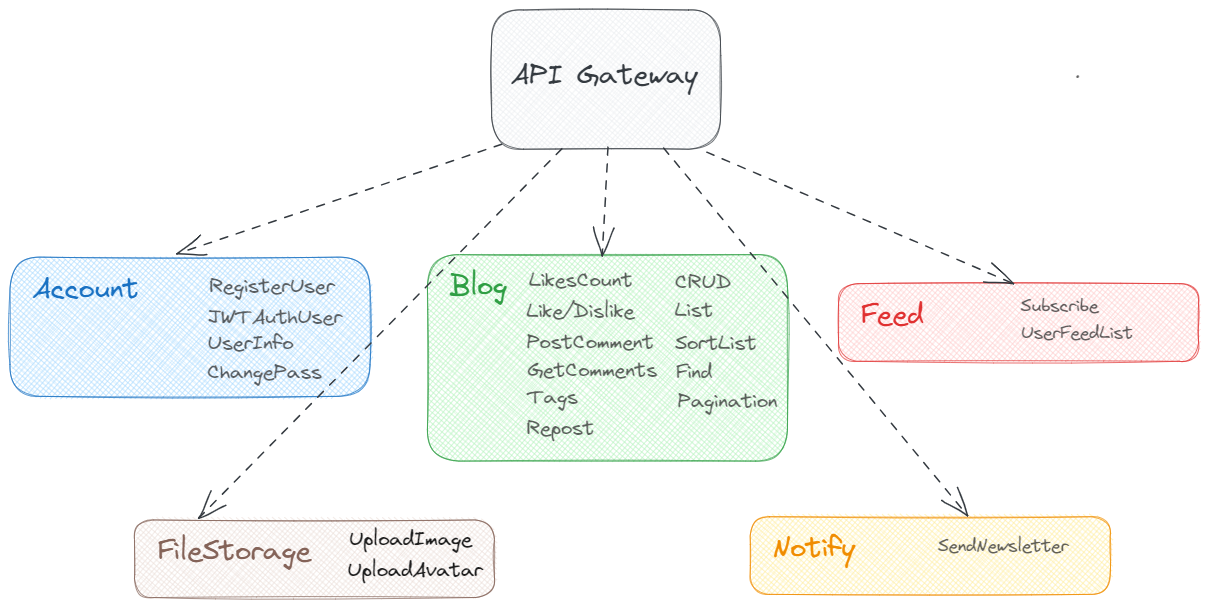 API Gateway
Account
RegisterUser
JWTAuthUser
UserInfo
ChangePass
Blog
LikesCount
Like/Dislike
PostComment
GetComments
Tags
Repost
CRUD
List
SortList
Find
Pagination
Feed
Subscribe
UserFeedList
FileStorage
UploadImage
UploadAvatar
Notify
SendNewsletter